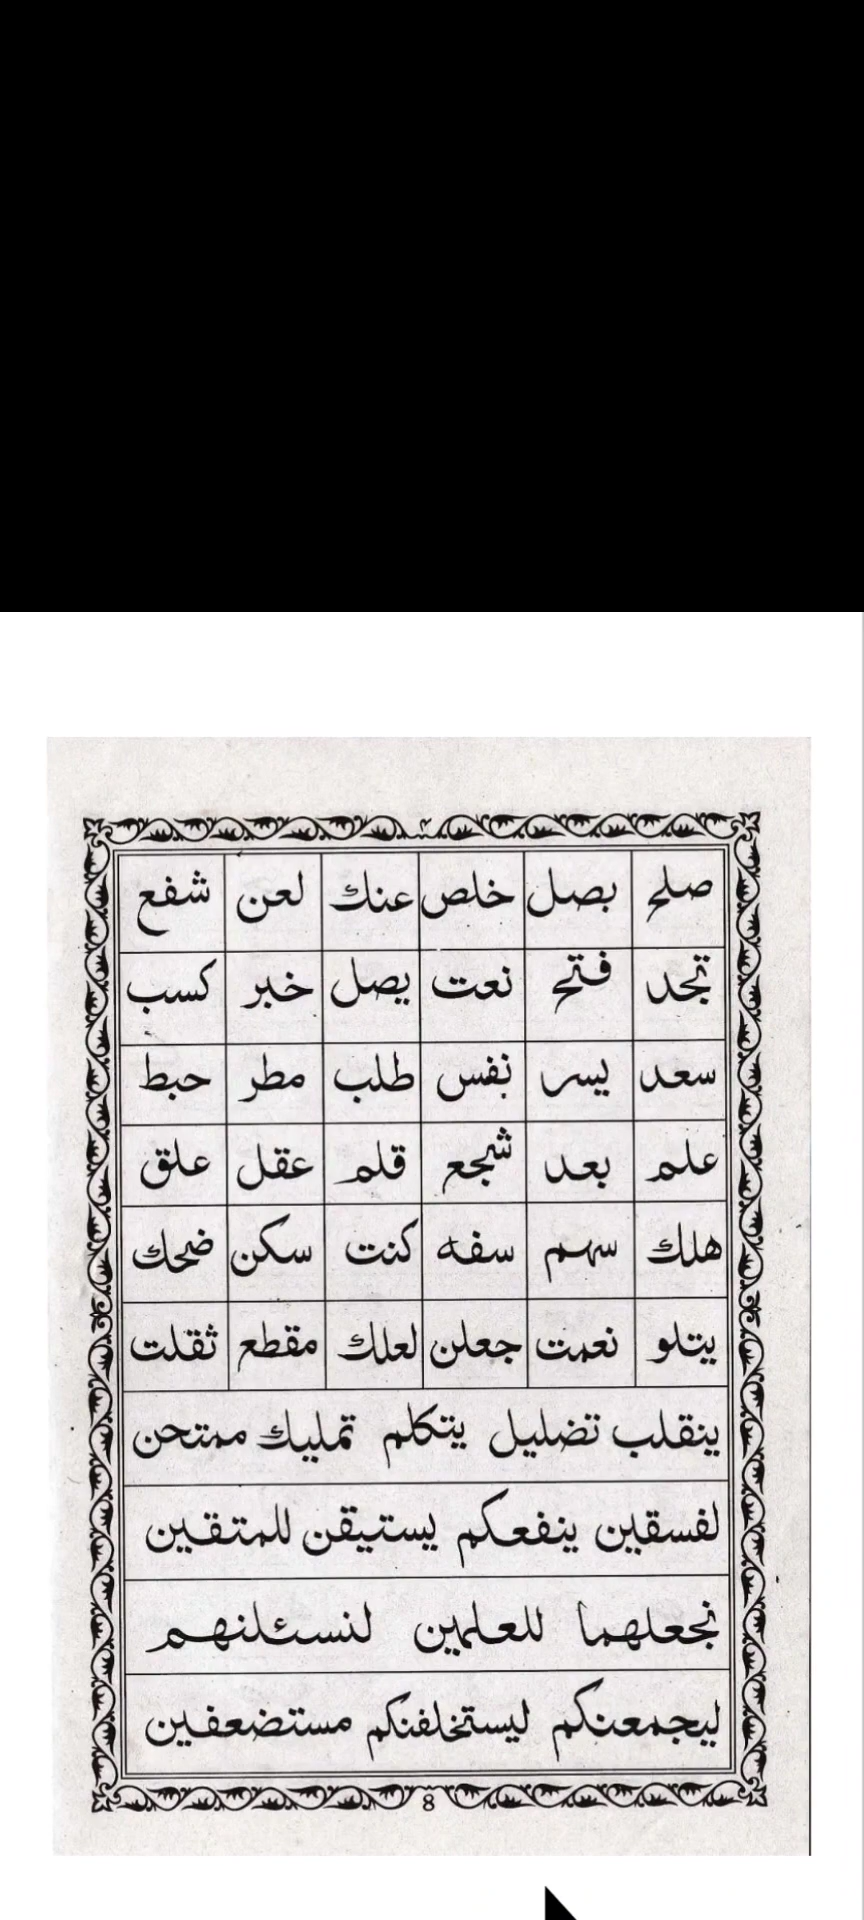 صلح بصل خلص عنك لعن شفع
تجد فتح نعت يصل خبر كسب
سعد يسر نفس طلب مطر حبط
علم بعد شجع قلم عقل علق
هلك سهم سفه كنت سكن ضحك
يتلو نعمت جعلن لعلك مقطع ثقلت
ينقلب تضليل يتكلم تمليك ممتحن
لفسقين ينفعكم يستيقن للمتقين
نجعلهما للعلمين لنسئلنهم
ليجمعنكم ليستخلفنكم مستضعفين
8